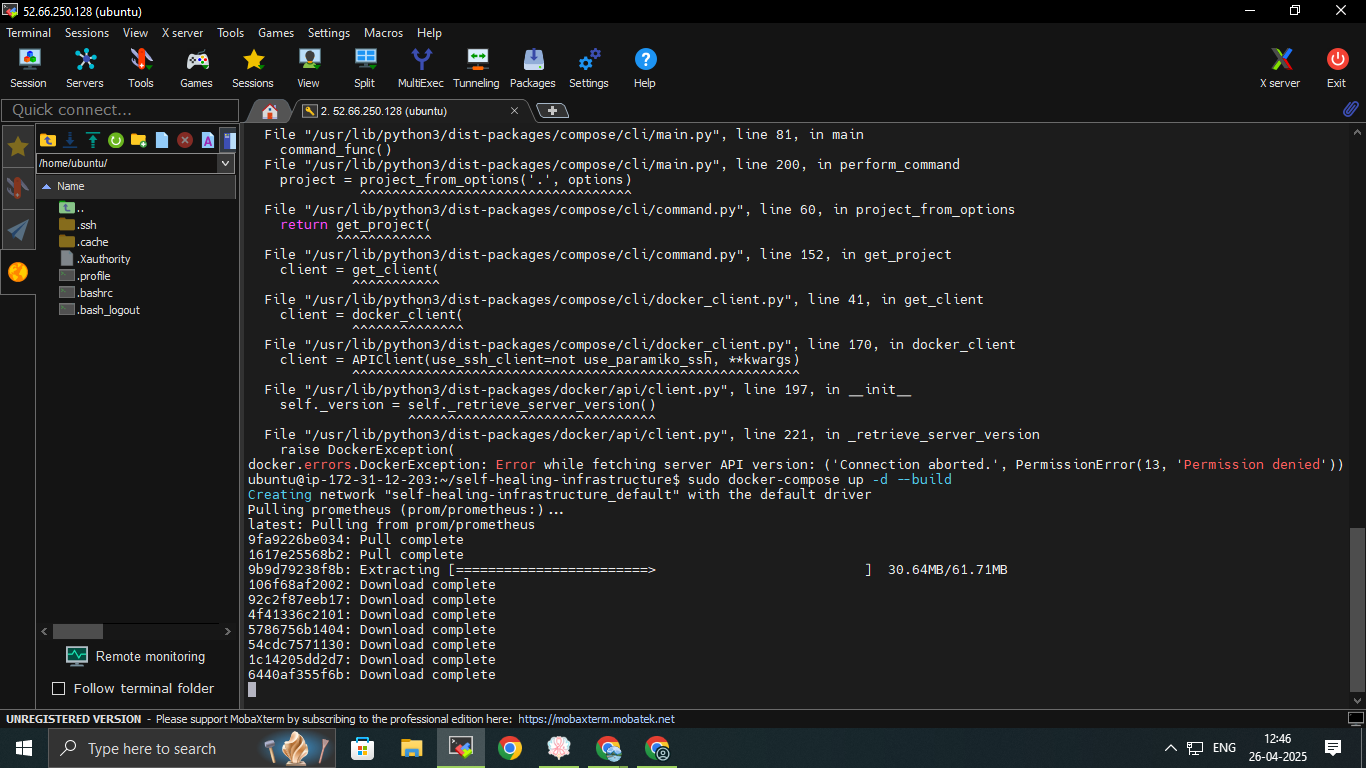 52.66.250.128 (ubuntu)
Terminal Sessions View X server Tools Games Settings Macros Help
Session Servers Tools Games Sessions View Split MultiExec Tunneling Packages Settings Help X server Exit
Quick connect...
2. 52.66.250.128 (ubuntu)
/home/ubuntu/
Name
..
.ssh
.cache
.Xauthority
.profile
.bashrc
.bash_logout
Remote monitoring
Follow terminal folder
File "/usr/lib/python3/dist-packages/compose/cli/main.py", line 81, in main
command_func()
File "/usr/lib/python3/dist-packages/compose/cli/main.py", line 200, in perform_command
project = project_from_options('.', options)
^^^^^^^^^^^^^^^^^^^^^^^^^^^^^^^^^^
File "/usr/lib/python3/dist-packages/compose/cli/command.py", line 60, in project_from_options
return get_project(
^^^^^^^^^^^^
File "/usr/lib/python3/dist-packages/compose/cli/command.py", line 152, in get_project
client = get_client(
^^^^^^^^^^^
File "/usr/lib/python3/dist-packages/compose/cli/docker_client.py", line 41, in get_client
client = docker_client(
^^^^^^^^^^^^^^
File "/usr/lib/python3/dist-packages/compose/cli/docker_client.py", line 170, in docker_client
client = APIClient(use_ssh_client=not use_paramiko_ssh, **kwargs)
^^^^^^^^^^^^^^^^^^^^^^^^^^^^^^^^^^^^^^^^^^^^^^^^^^^^^^^^
File "/usr/lib/python3/dist-packages/docker/api/client.py", line 197, in __init__
self._version = self._retrieve_server_version()
^^^^^^^^^^^^^^^^^^^^^^^^^^^^^^^
File "/usr/lib/python3/dist-packages/docker/api/client.py", line 221, in _retrieve_server_version
raise DockerException(
docker.errors.DockerException: Error while fetching server API version: ('Connection aborted.', PermissionError(13, 'Permission denied'))
ubuntu@ip-172-31-12-203:~/self-healing-infrastructure$ sudo docker-compose up -d --build
Creating network "self-healing-infrastructure_default" with the default driver
Pulling prometheus (prom/prometheus:)...
latest: Pulling from prom/prometheus
9fa9226be034: Pull complete
1617e25568b2: Pull complete
9b9d79238f8b: Extracting [========================> ] 30.64MB/61.71MB
106f68af2002: Download complete
92c2f87eeb17: Download complete
4f41336c2101: Download complete
5786756b1404: Download complete
54cdc7571130: Download complete
1c14205dd2d7: Download complete
6440af355f6b: Download complete
UNREGISTERED VERSION - Please support MobaXterm by subscribing to the professional edition here: https://mobaxterm.mobatek.net
Type here to search
ENG
12:46
26-04-2025